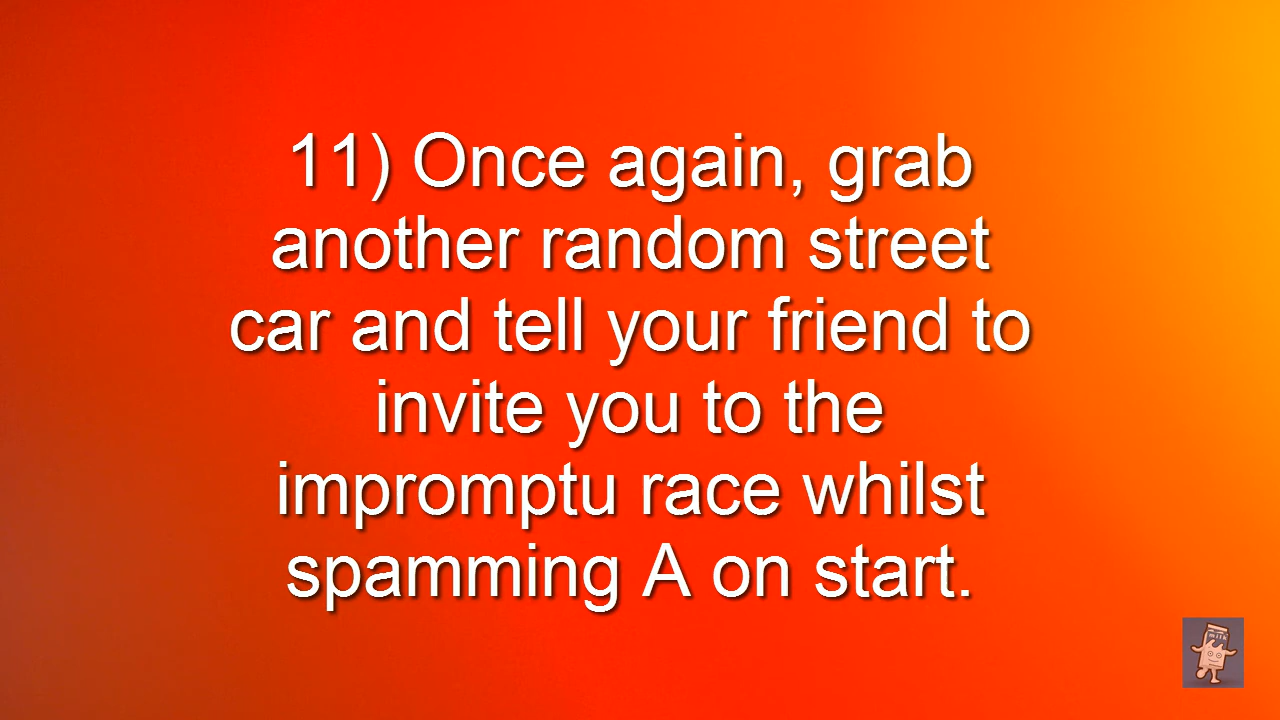 11) Once again, grab
another random street
car and tell your friend to
invite you to the
impromptu race whilst
spamming A on start.
milk